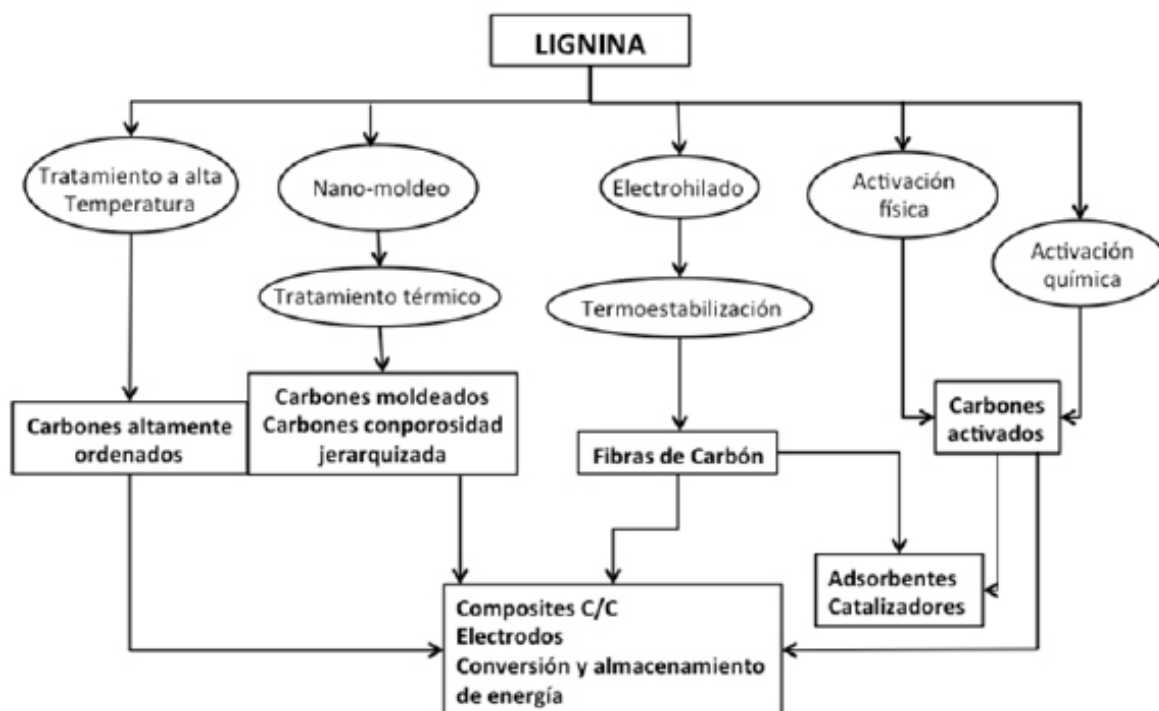 LIGNINA
Tratamiento a alta
Temperatura
Nano-moldeo
Electrohilado
Activación
física
Activación
química
Tratamiento térmico
Termoestabilización
Carbones altamente
ordenados
Carbones moldeados
Carbones conporosidad
jerarquizada
Fibras de Carbón
Carbones
activados
Adsorbentes
Catalizadores
Composites C/C
Electrodos
Conversión y almacenamiento
de energía